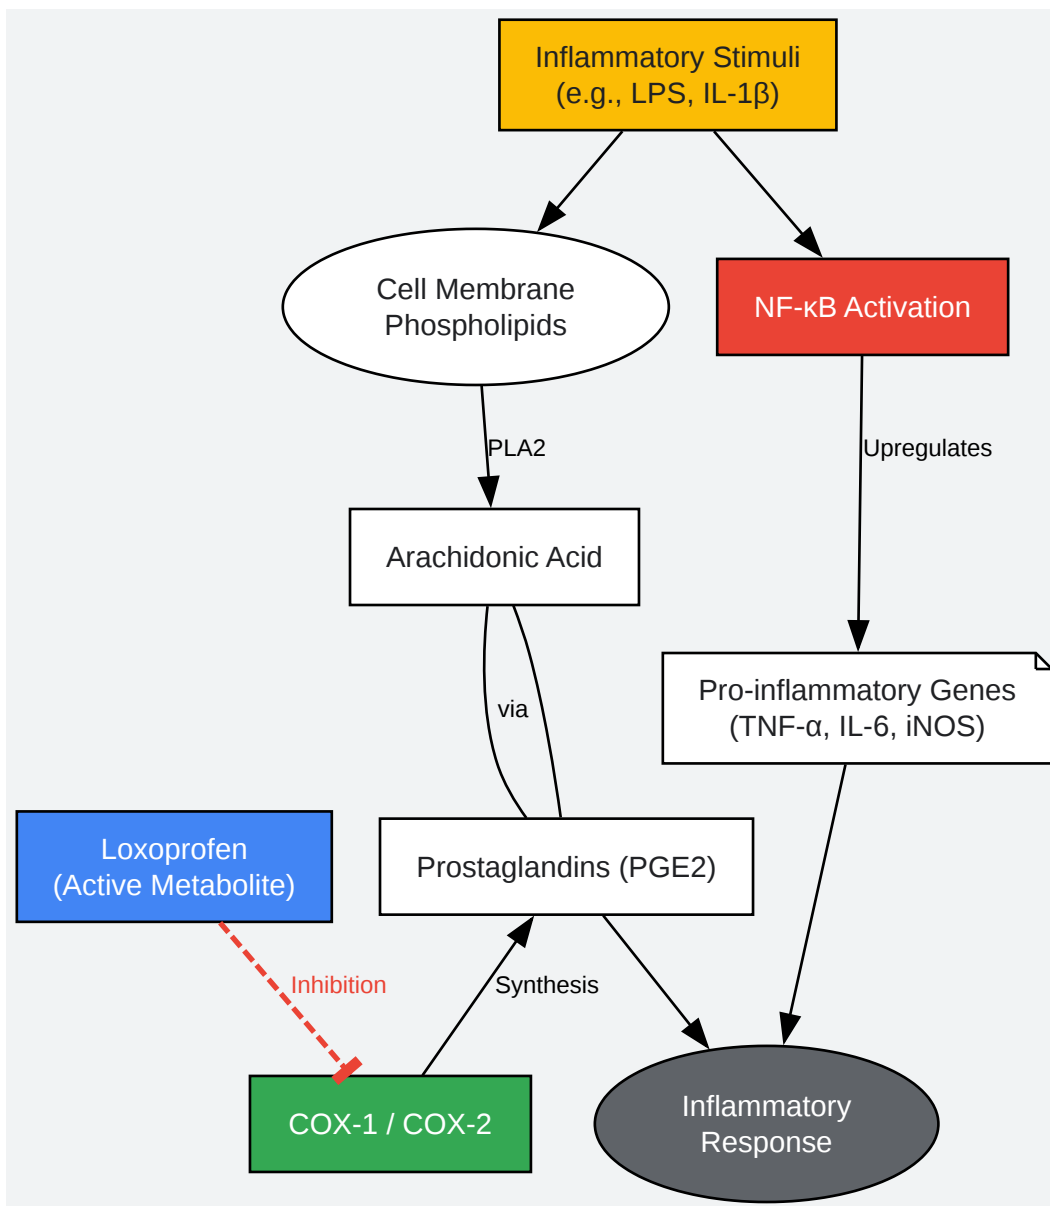 Inflammatory Stimuli
(e.g., LPS, IL-1β)
Cell Membrane
Phospholipids
NF-κB Activation
PLA2
Upregulates
Arachidonic Acid
Pro-inflammatory Genes
(TNF-α, IL-6, iNOS)
via
Loxoprofen
(Active Metabolite)
Prostaglandins (PGE2)
Inhibition
Synthesis
COX-1 / COX-2
Inflammatory
Response